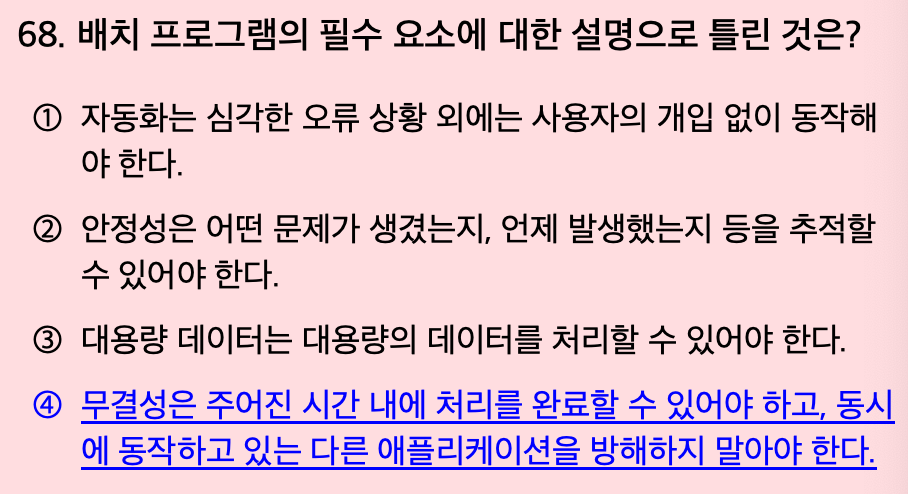 68. 배치 프로그램의 필수 요소에 대한 설명으로 틀린 것은?
① 자동화는 심각한 오류 상황 외에는 사용자의 개입 없이 동작해
야 한다.
② 안정성은 어떤 문제가 생겼는지, 언제 발생했는지 등을 추적할
수 있어야 한다.
③ 대용량 데이터는 대용량의 데이터를 처리할 수 있어야 한다.
④ 무결성은 주어진 시간 내에 처리를 완료할 수 있어야 하고, 동시
에 동작하고 있는 다른 애플리케이션을 방해하지 말아야 한다.